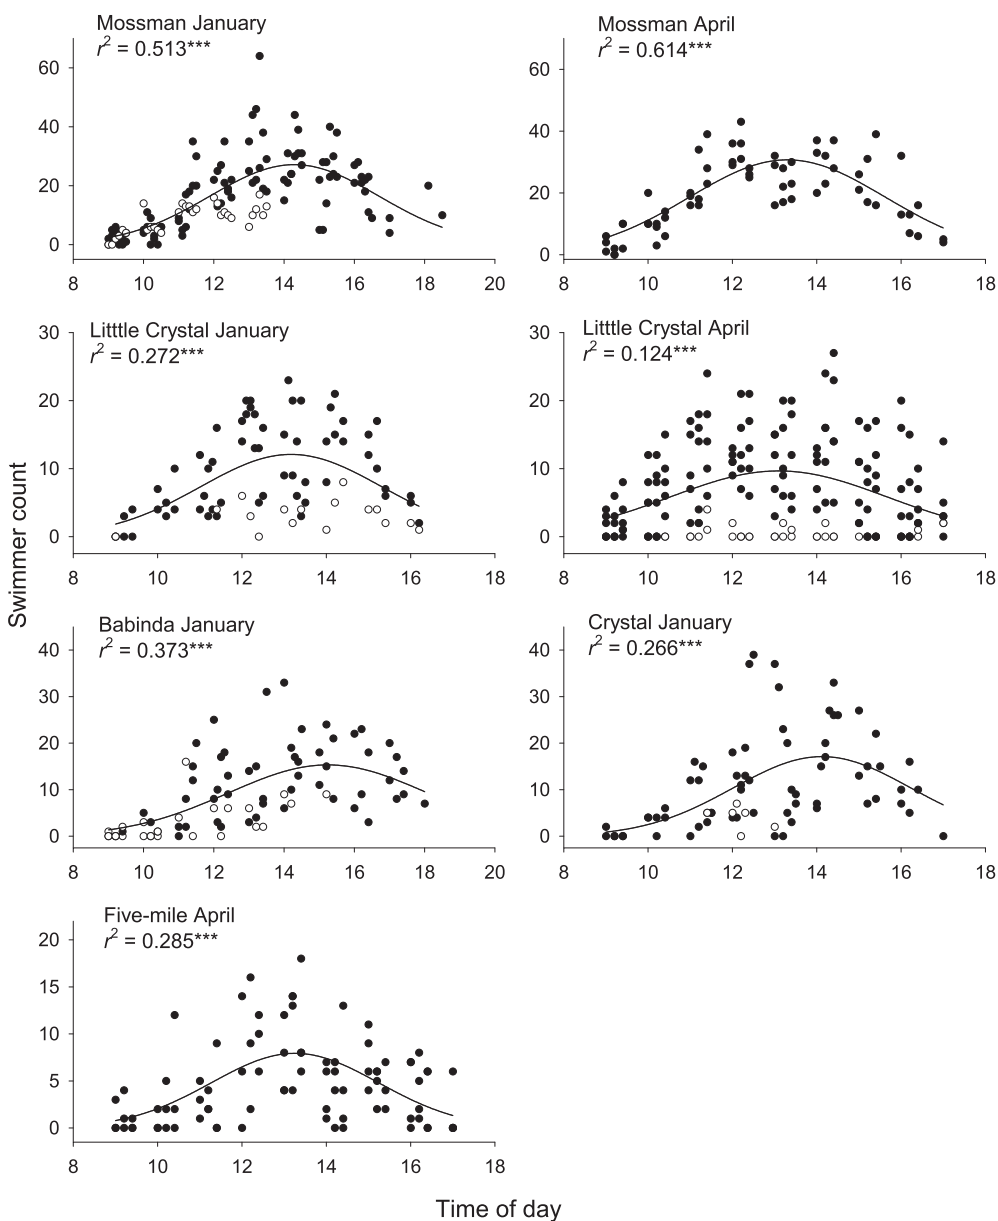 Mossman January
r² = 0.513***
60
40
20
0
8 10 12 14 16 18 20
Mossman April
r² = 0.614***
60
40
20
0
8 10 12 14 16 18
Litttle Crystal January
r² = 0.272***
30
20
10
0
8 10 12 14 16 18
Litttle Crystal April
r² = 0.124***
30
20
10
0
8 10 12 14 16 18
Swimmer count
Babinda January
r² = 0.373***
40
30
20
10
0
8 10 12 14 16 18 20
Crystal January
r² = 0.266***
40
30
20
10
0
8 10 12 14 16 18
Five-mile April
r² = 0.285***
20
15
10
5
0
8 10 12 14 16 18
Time of day